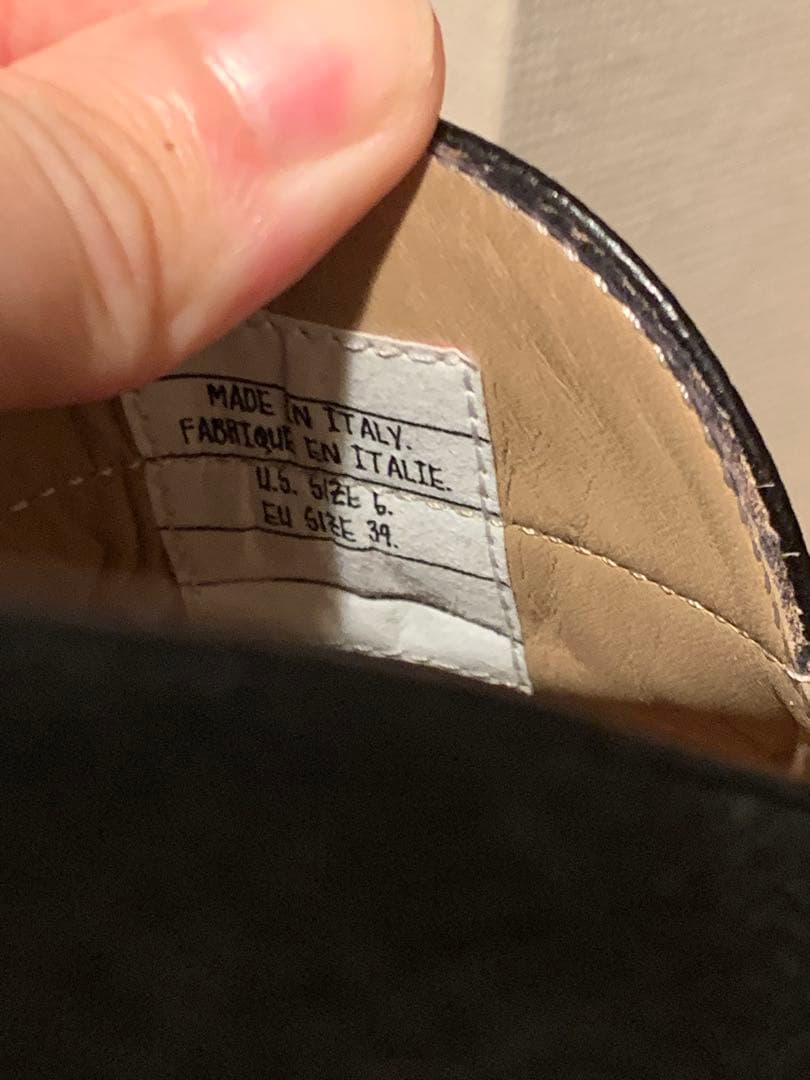 MADE IN ITALY.
FABRIQUE EN ITALIE.
U.S. SIZE 6.
EU SIZE 39.